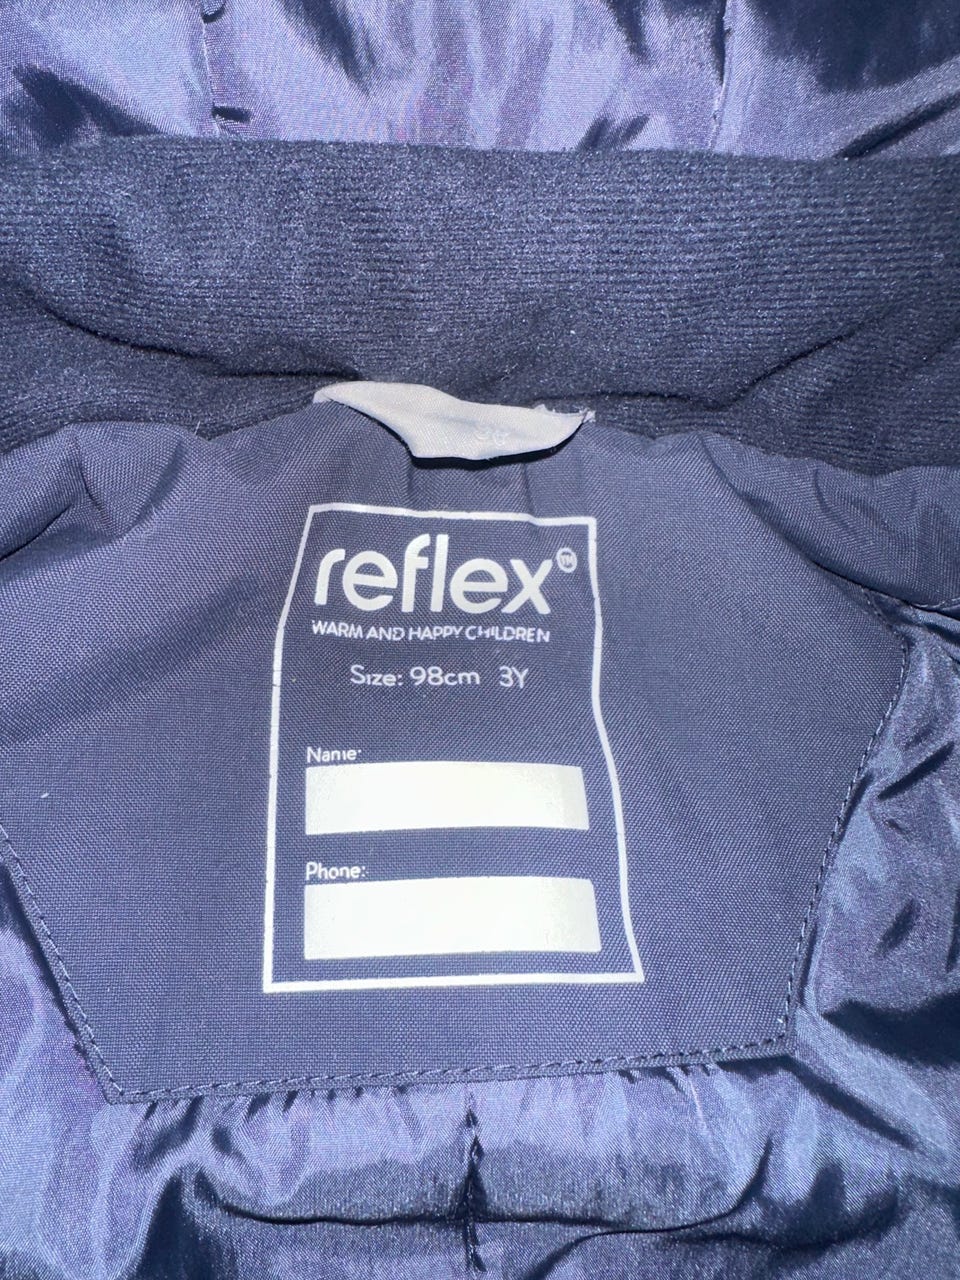 reflex
WARM AND HAPPY CHILDREN
Size: 98cm 3Y
Name:
Phone: